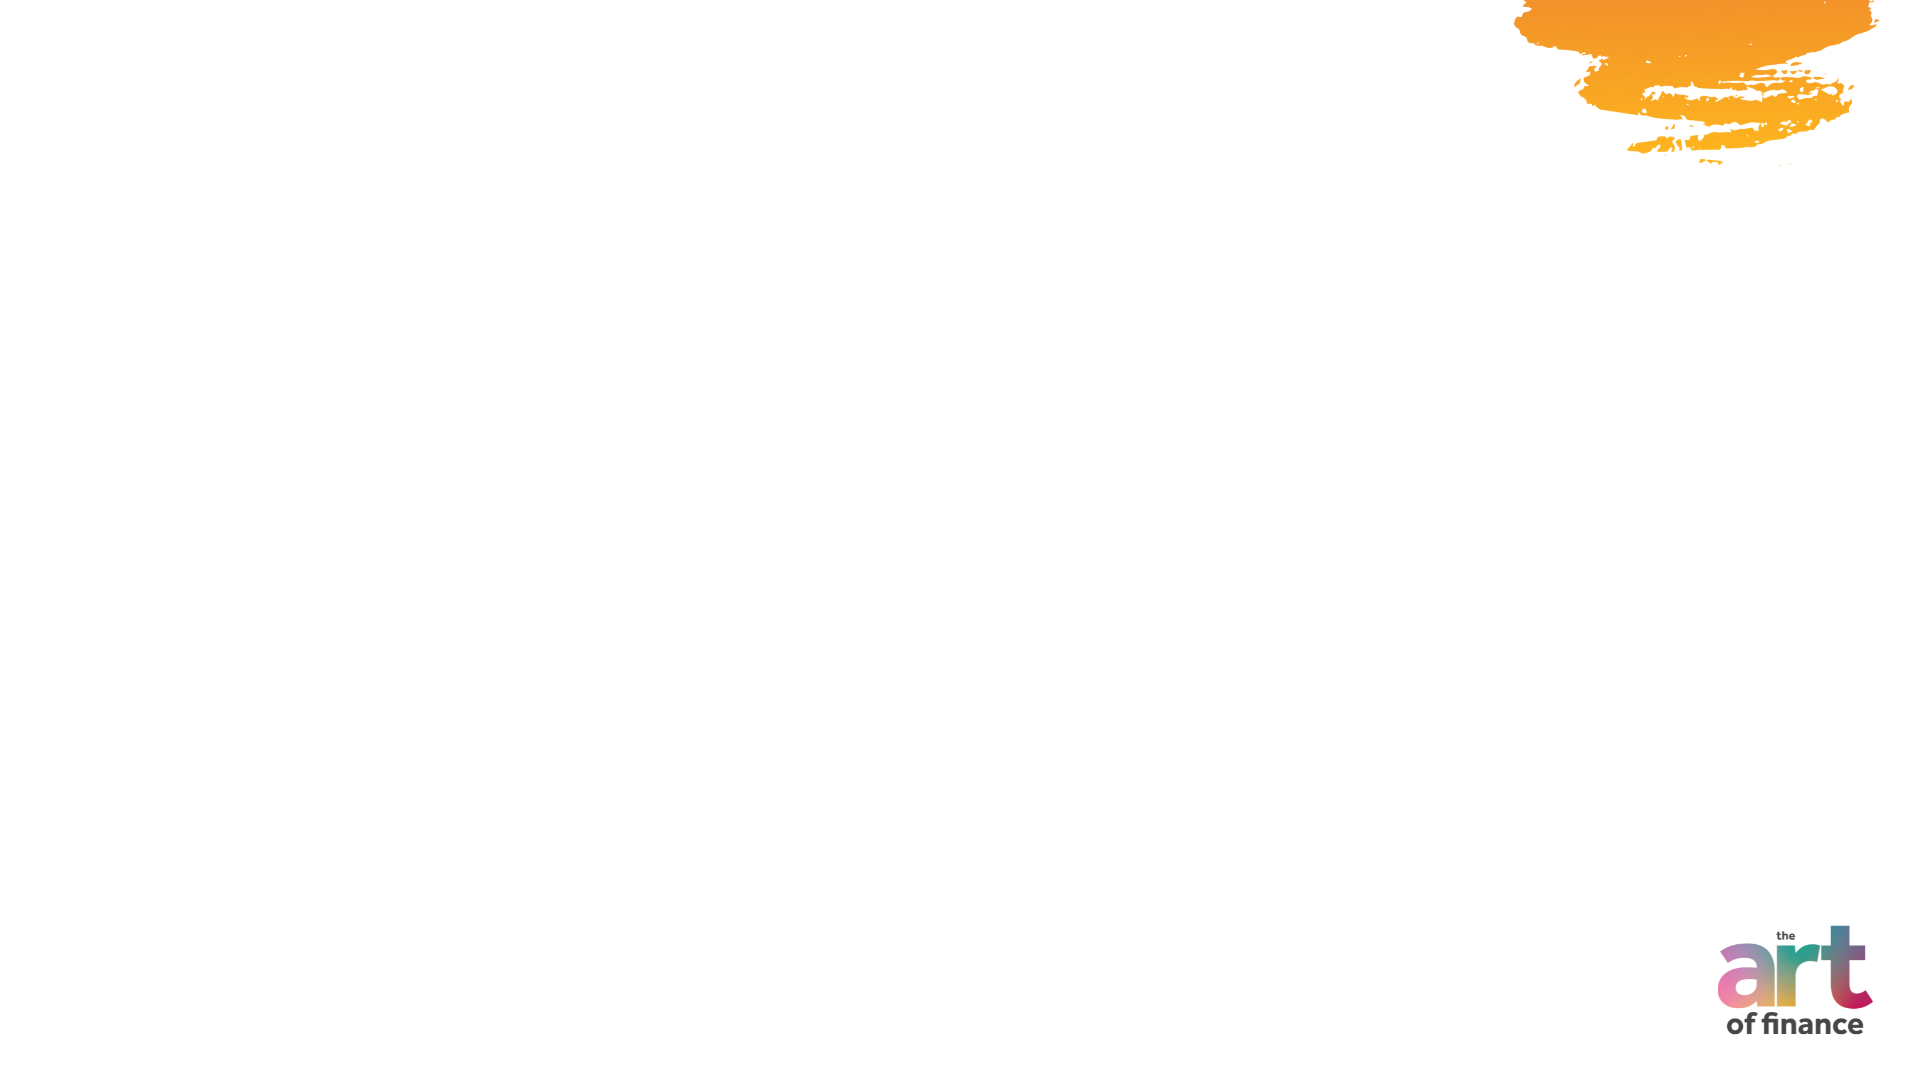 the
art
of finance